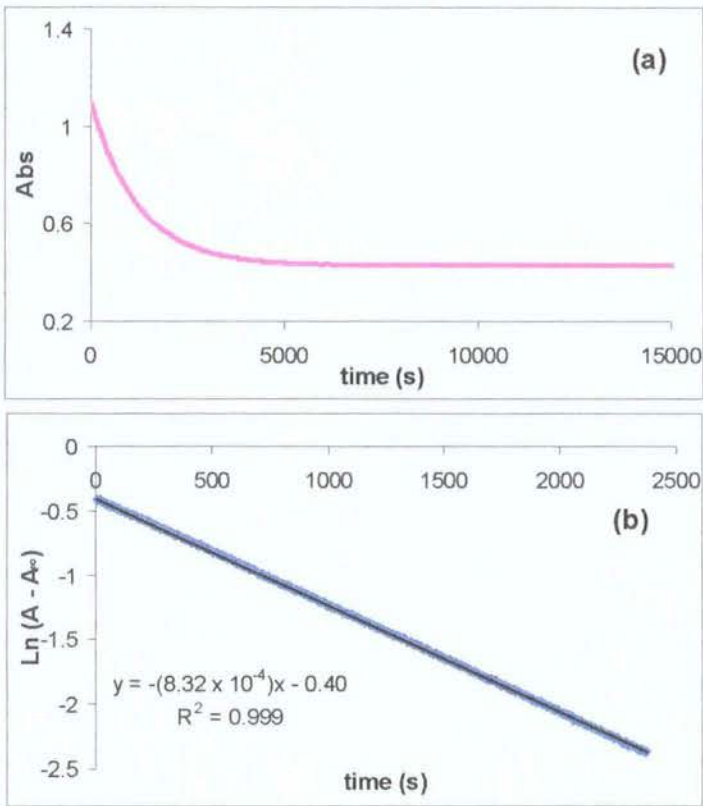 (a)
1.4
1
0.6
0.2
Abs
0
5000
10000
15000
time (s)
(b)
0
-0.5
-1
-1.5
-2
-2.5
Ln (A - A∞)
0
500
1000
1500
2000
2500
y = -(8.32 x 10⁻⁴)x - 0.40
R² = 0.999
time (s)